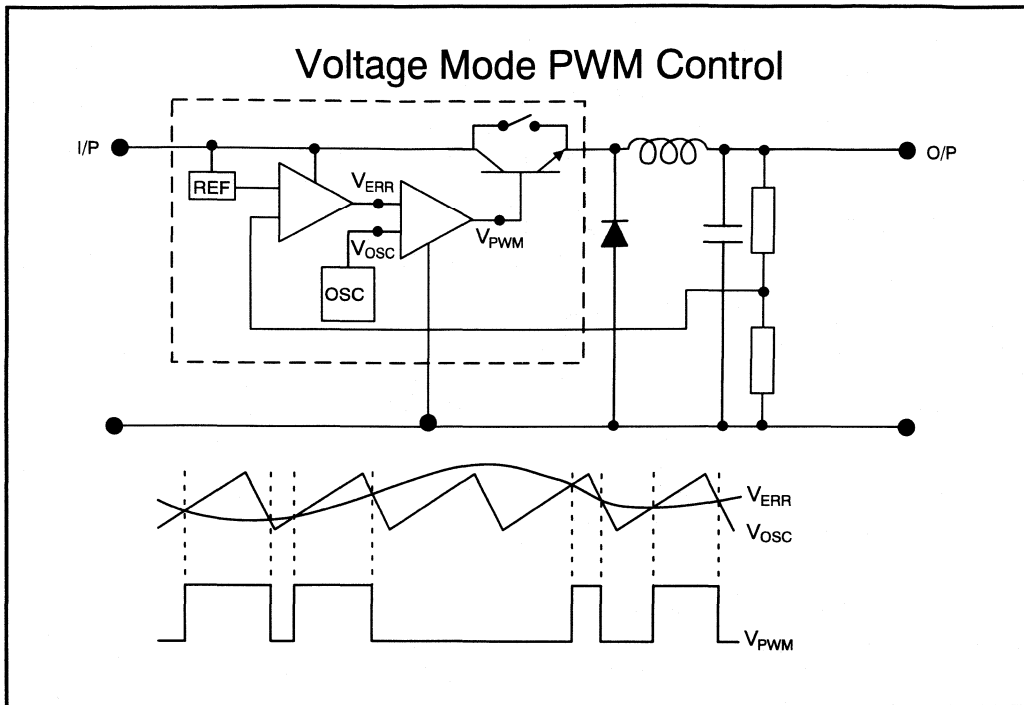 Voltage Mode PWM Control
I/P
O/P
REF
VERR
VOSC
VPWM
OSC
VERR
VOSC
VPWM